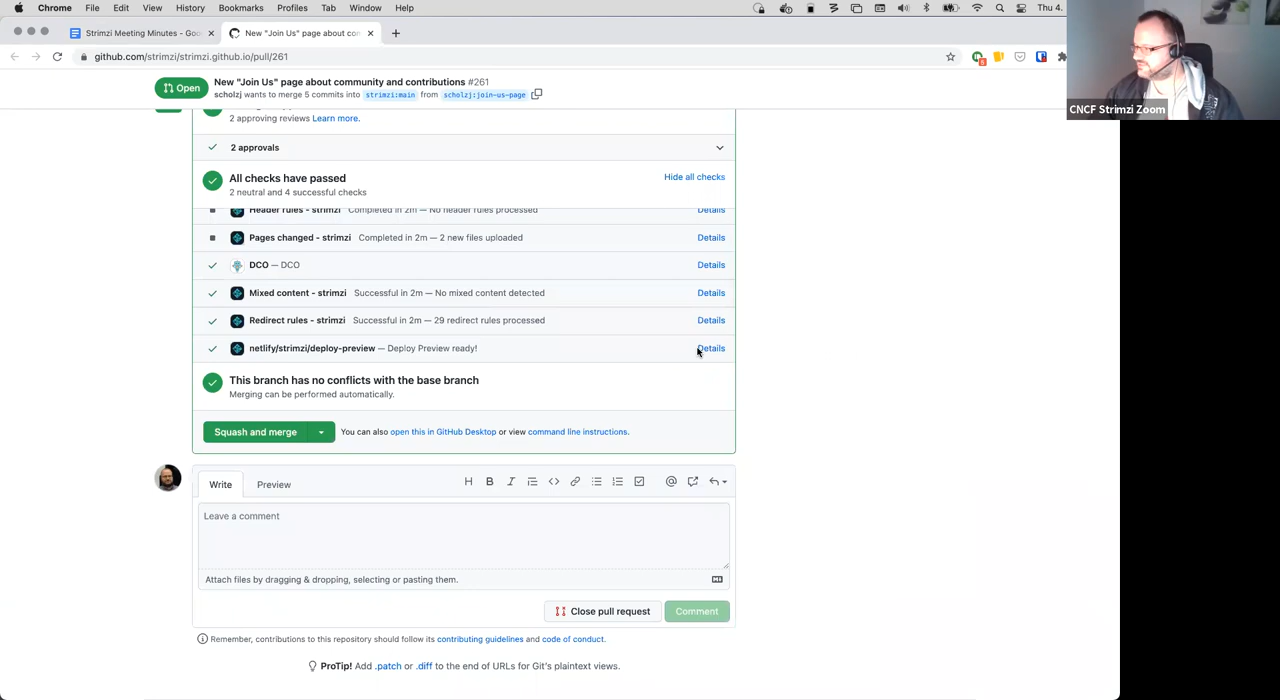 Chrome File Edit View History Bookmarks Profiles Tab Window Help Thu 4.
Strimzi Meeting Minutes - Goo
New "Join Us" page about con
github.com/strimzi/strimzi.github.io/pull/261
Open
New "Join Us" page about community and contributions #261
scholzj wants to merge 5 commits into strimzi:main from scholzj:join-us-page
CNCF Strimzi Zoom
2 approving reviews Learn more.
2 approvals
All checks have passed
Hide all checks
2 neutral and 4 successful checks
Header rules - strimzi Completed in 2m — No header rules processed Details
Pages changed - strimzi Completed in 2m — 2 new files uploaded Details
DCO — DCO Details
Mixed content - strimzi Successful in 2m — No mixed content detected Details
Redirect rules - strimzi Successful in 2m — 29 redirect rules processed Details
netlify/strimzi/deploy-preview — Deploy Preview ready! Details
This branch has no conflicts with the base branch
Merging can be performed automatically.
Squash and merge You can also open this in GitHub Desktop or view command line instructions.
Write Preview
Leave a comment
Attach files by dragging & dropping, selecting or pasting them.
Close pull request Comment
Remember, contributions to this repository should follow its contributing guidelines and code of conduct.
ProTip! Add .patch or .diff to the end of URLs for Git's plaintext views.